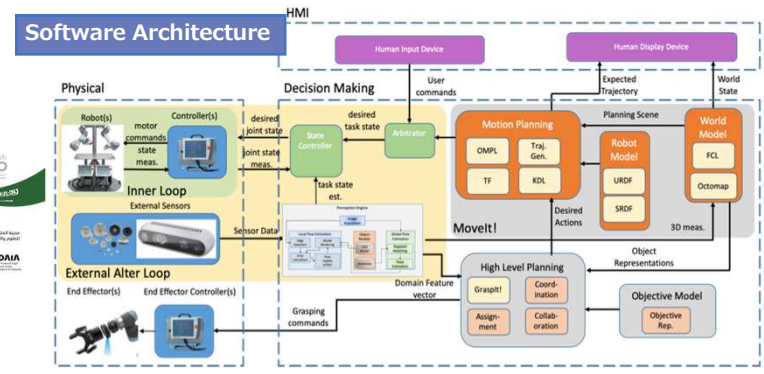 Software Architecture
HMI
Human Input Device
Human Display Device
Physical
Decision Making
User
commands
Expected
Trajectory
World
State
Robot(s)
Controller(s)
motor
commands
state
meas.
Inner Loop
desired
joint state
joint state
meas.
State
Controller
desired
task state
Arbitrator
task state
est.
Motion Planning
OMPL
Traj.
Gen.
TF
KDL
Planning Scene
Robot
Model
URDF
SRDF
World
Model
FCL
Octomap
MoveIt!
3D meas.
External Sensors
Sensor Data
External Alter Loop
Perception Engine
Desired
Actions
Object
Representations
Domain Feature
vector
High Level Planning
GraspIt!
Coord-
ination
Assign-
ment
Collab-
oration
Objective Model
Objective
Rep.
End Effector(s)
End Effector Controller(s)
Grasping
commands